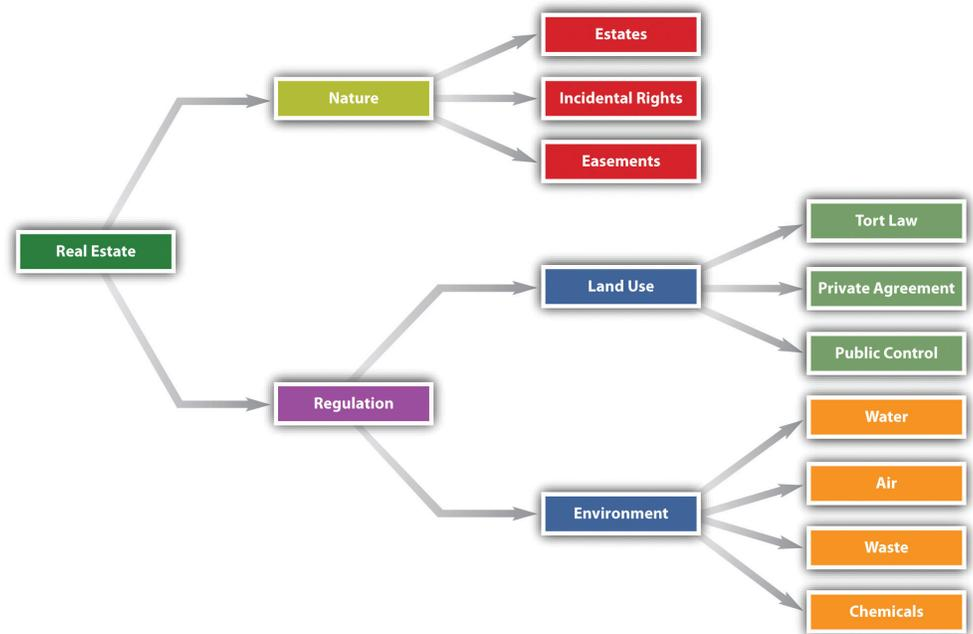 Estates
Nature
Incidental Rights
Easements
Real Estate
Tort Law
Land Use
Private Agreement
Public Control
Regulation
Water
Air
Environment
Waste
Chemicals